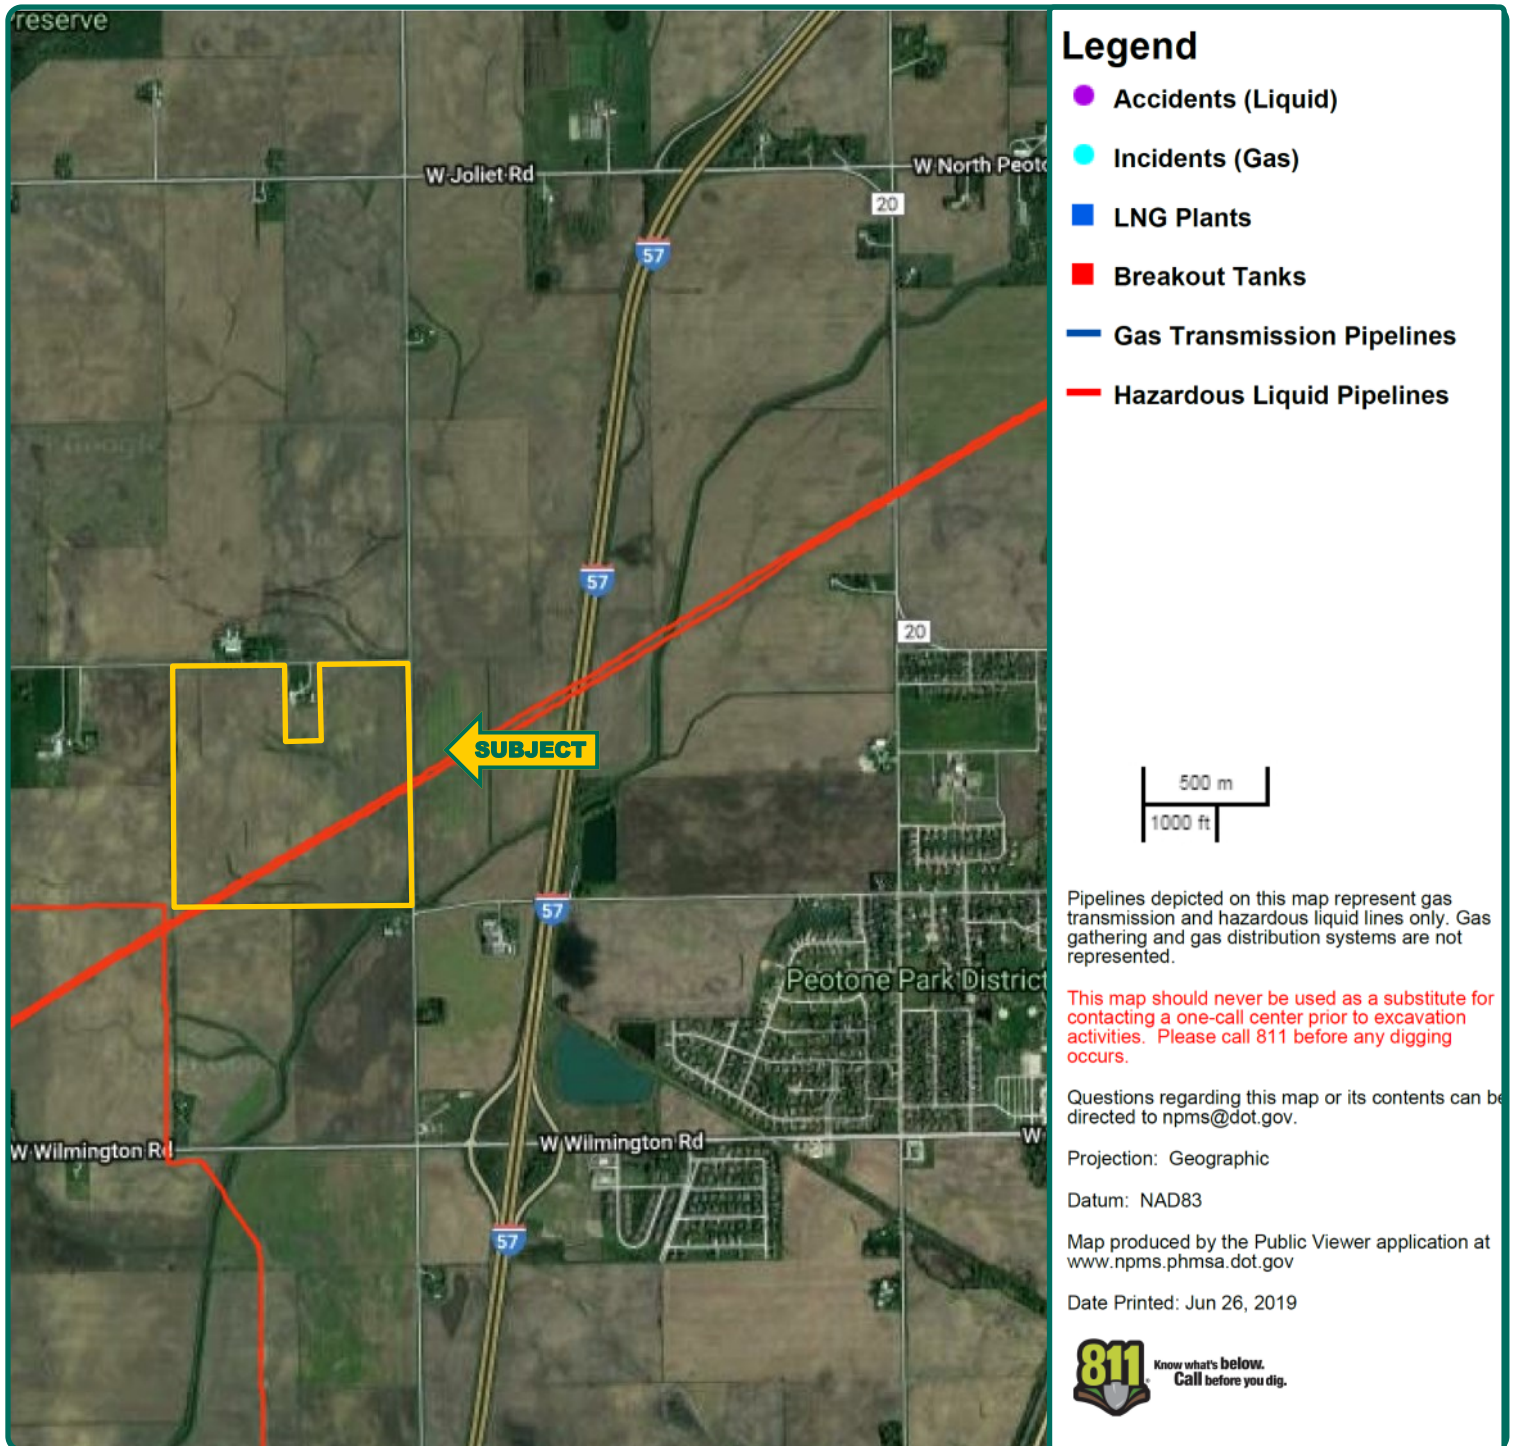 reserve
W Joliet Rd
W North Peoto
20
57
Google
57
20
SUBJECT
57
Peotone Park District
W Wilmington Rd
W Wilmington Rd
W
57
Legend
Accidents (Liquid)
Incidents (Gas)
LNG Plants
Breakout Tanks
Gas Transmission Pipelines
Hazardous Liquid Pipelines
500 m
1000 ft
Pipelines depicted on this map represent gas
transmission and hazardous liquid lines only. Gas
gathering and gas distribution systems are not
represented.
This map should never be used as a substitute for
contacting a one-call center prior to excavation
activities. Please call 811 before any digging
occurs.
Questions regarding this map or its contents can be
directed to npms@dot.gov.
Projection: Geographic
Datum: NAD83
Map produced by the Public Viewer application at
www.npms.phmsa.dot.gov
Date Printed: Jun 26, 2019
811
Know what's below.
Call before you dig.